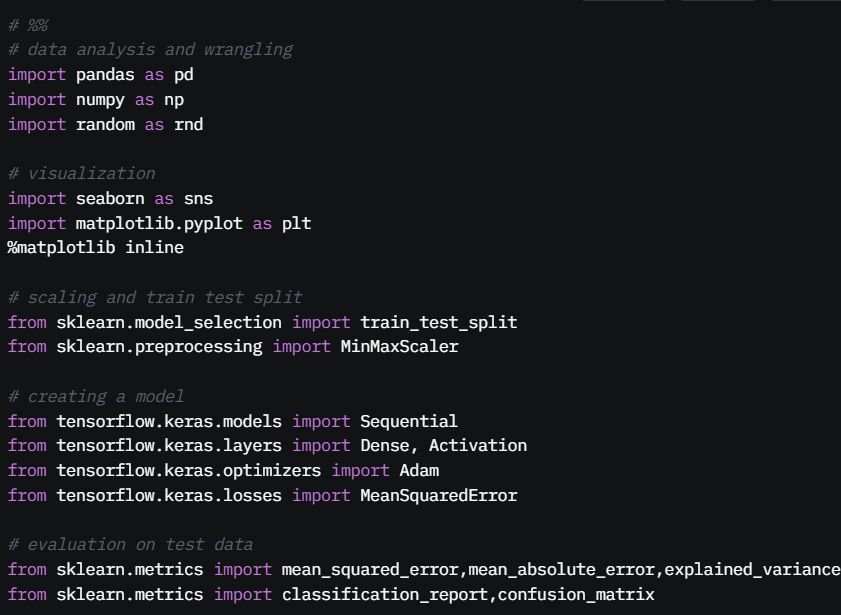 # %%
# data analysis and wrangling
import pandas as pd
import numpy as np
import random as rnd
# visualization
import seaborn as sns
import matplotlib.pyplot as plt
%matplotlib inline
# scaling and train test split
from sklearn.model_selection import train_test_split
from sklearn.preprocessing import MinMaxScaler
# creating a model
from tensorflow.keras.models import Sequential
from tensorflow.keras.layers import Dense, Activation
from tensorflow.keras.optimizers import Adam
from tensorflow.keras.losses import MeanSquaredError
# evaluation on test data
from sklearn.metrics import mean_squared_error,mean_absolute_error,explained_variance
from sklearn.metrics import classification_report,confusion_matrix